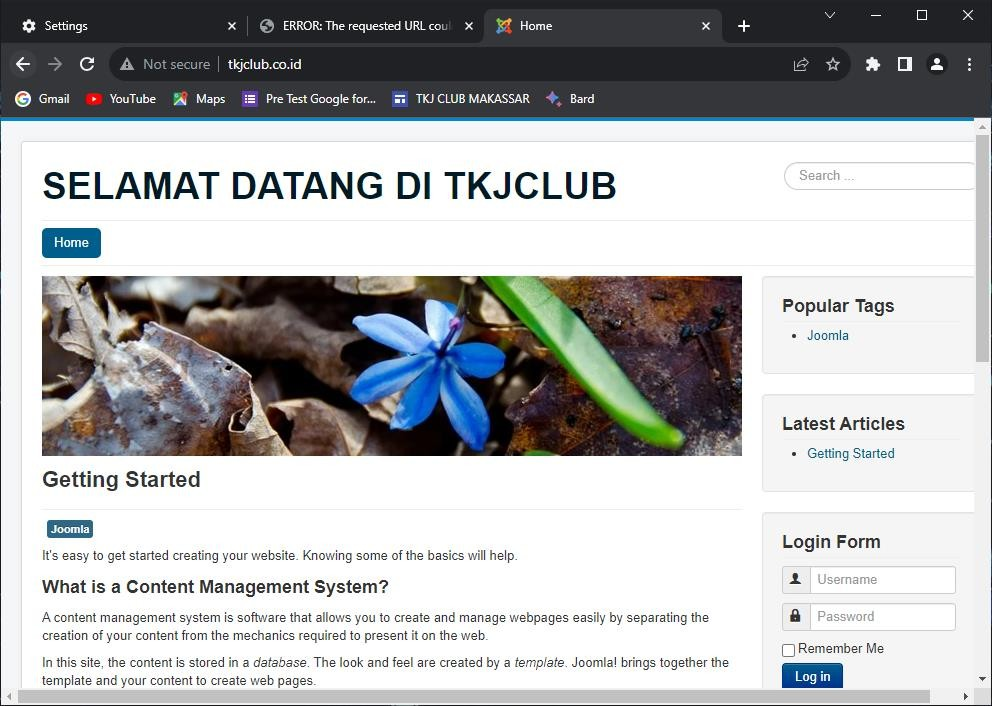 Settings
ERROR: The requested URL coul
Home
Not secure
tkjclub.co.id
Gmail
YouTube
Maps
Pre Test Google for...
TKJ CLUB MAKASSAR
Bard
SELAMAT DATANG DI TKJCLUB
Search ...
Home
Getting Started
Joomla
It's easy to get started creating your website. Knowing some of the basics will help.
What is a Content Management System?
A content management system is software that allows you to create and manage webpages easily by separating the
creation of your content from the mechanics required to present it on the web.
In this site, the content is stored in a database. The look and feel are created by a template. Joomla! brings together the
template and your content to create web pages.
Popular Tags
Joomla
Latest Articles
Getting Started
Login Form
Username
Password
Remember Me
Log in